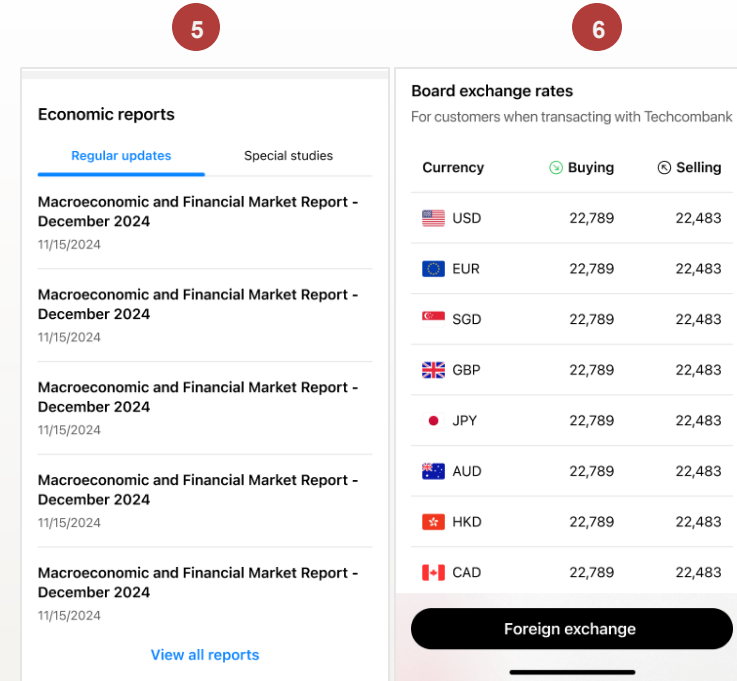 5
Economic reports
Regular updates
Special studies
Macroeconomic and Financial Market Report -
December 2024
11/15/2024
Macroeconomic and Financial Market Report -
December 2024
11/15/2024
Macroeconomic and Financial Market Report -
December 2024
11/15/2024
Macroeconomic and Financial Market Report -
December 2024
11/15/2024
Macroeconomic and Financial Market Report -
December 2024
11/15/2024
View all reports
6
Board exchange rates
For customers when transacting with Techcombank
Currency Buying Selling
USD 22,789 22,483
EUR 22,789 22,483
SGD 22,789 22,483
GBP 22,789 22,483
JPY 22,789 22,483
AUD 22,789 22,483
HKD 22,789 22,483
CAD 22,789 22,483
Foreign exchange